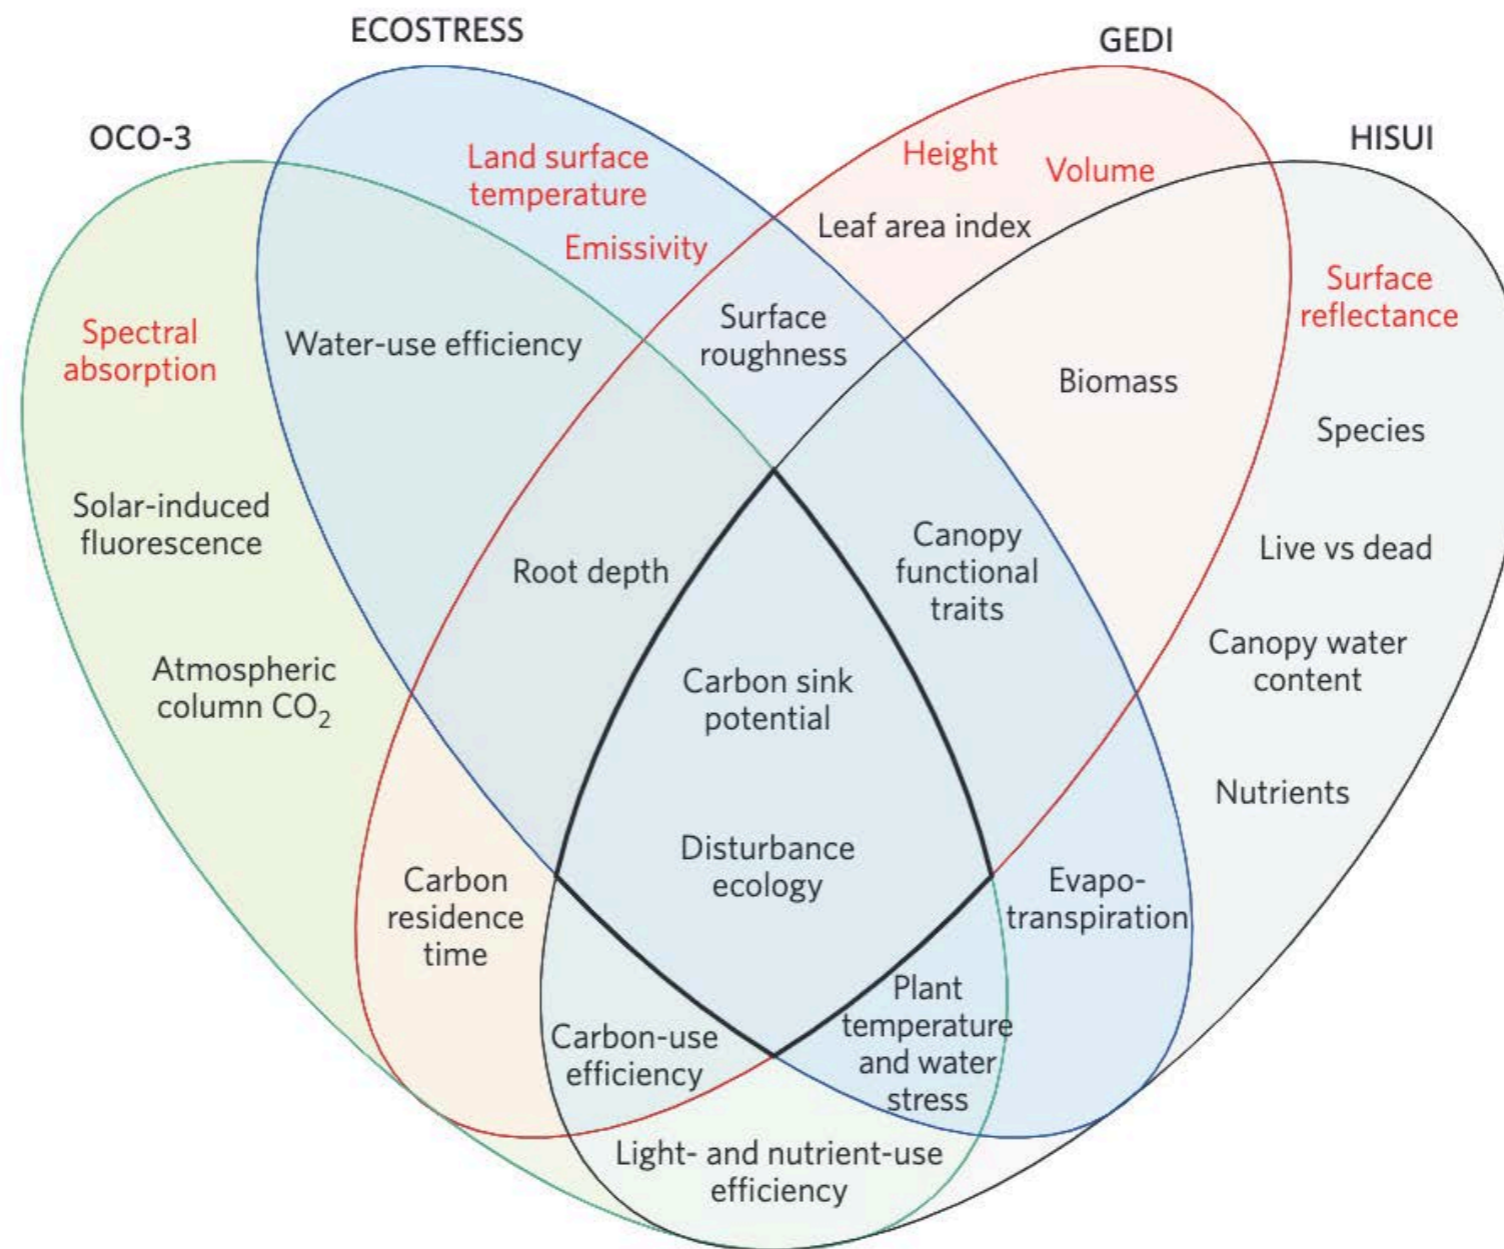 ECOSTRESS
GEDI
OCO-3
HISUI
Land surface
temperature
Emissivity
Height
Volume
Leaf area index
Surface
reflectance
Spectral
absorption
Water-use efficiency
Surface
roughness
Biomass
Species
Solar-induced
fluorescence
Root depth
Canopy
functional
traits
Live vs dead
Atmospheric
column CO₂
Carbon sink
potential
Canopy water
content
Nutrients
Disturbance
ecology
Carbon
residence
time
Evapo-
transpiration
Carbon-use
efficiency
Plant
temperature
and water
stress
Light- and nutrient-use
efficiency